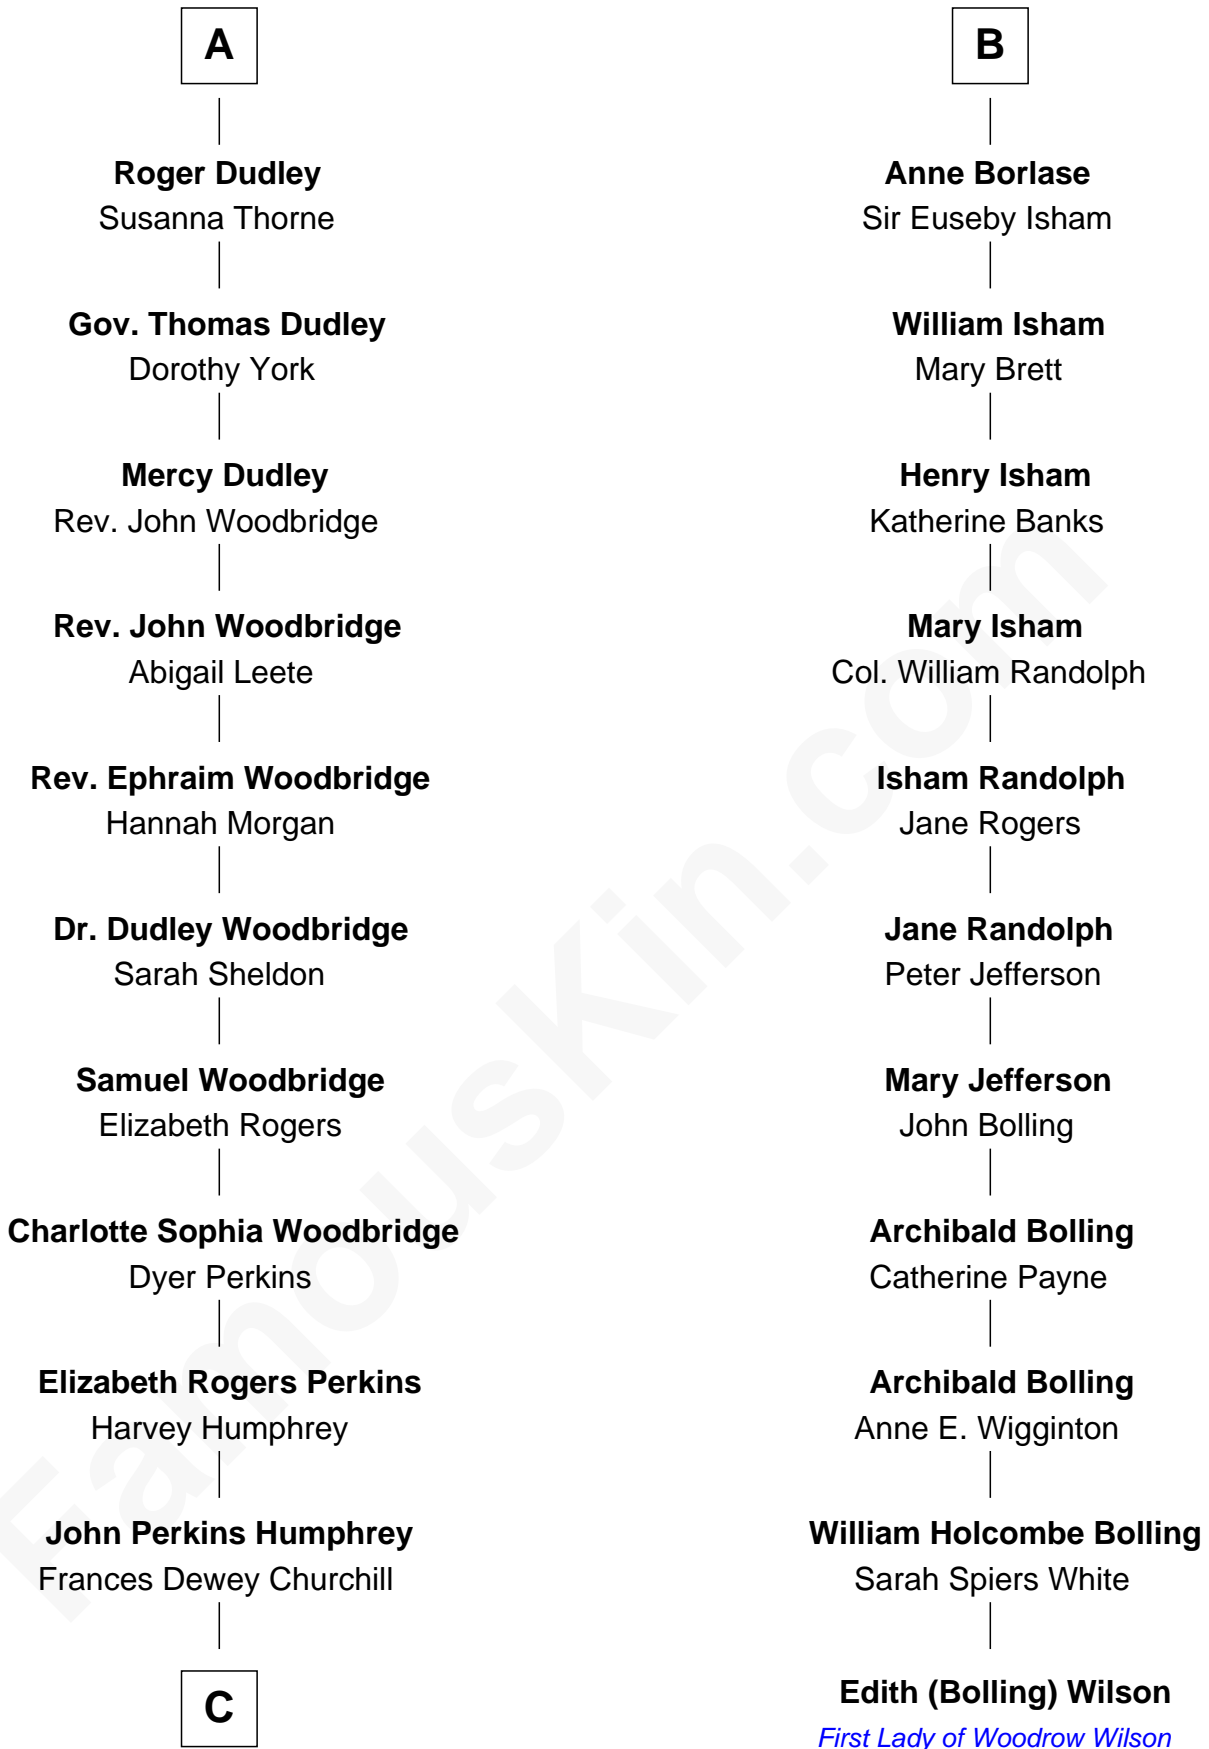 A
Roger Dudley
Susanna Thorne
Gov. Thomas Dudley
Dorothy York
Mercy Dudley
Rev. John Woodbridge
Rev. John Woodbridge
Abigail Leete
Rev. Ephraim Woodbridge
Hannah Morgan
Dr. Dudley Woodbridge
Sarah Sheldon
Samuel Woodbridge
Elizabeth Rogers
Charlotte Sophia Woodbridge
Dyer Perkins
Elizabeth Rogers Perkins
Harvey Humphrey
John Perkins Humphrey
Frances Dewey Churchill
C
B
Anne Borlase
Sir Euseby Isham
William Isham
Mary Brett
Henry Isham
Katherine Banks
Mary Isham
Col. William Randolph
Isham Randolph
Jane Rogers
Jane Randolph
Peter Jefferson
Mary Jefferson
John Bolling
Archibald Bolling
Catherine Payne
Archibald Bolling
Anne E. Wigginton
William Holcombe Bolling
Sarah Spiers White
Edith (Bolling) Wilson
First Lady of Woodrow Wilson
FamousKin.com